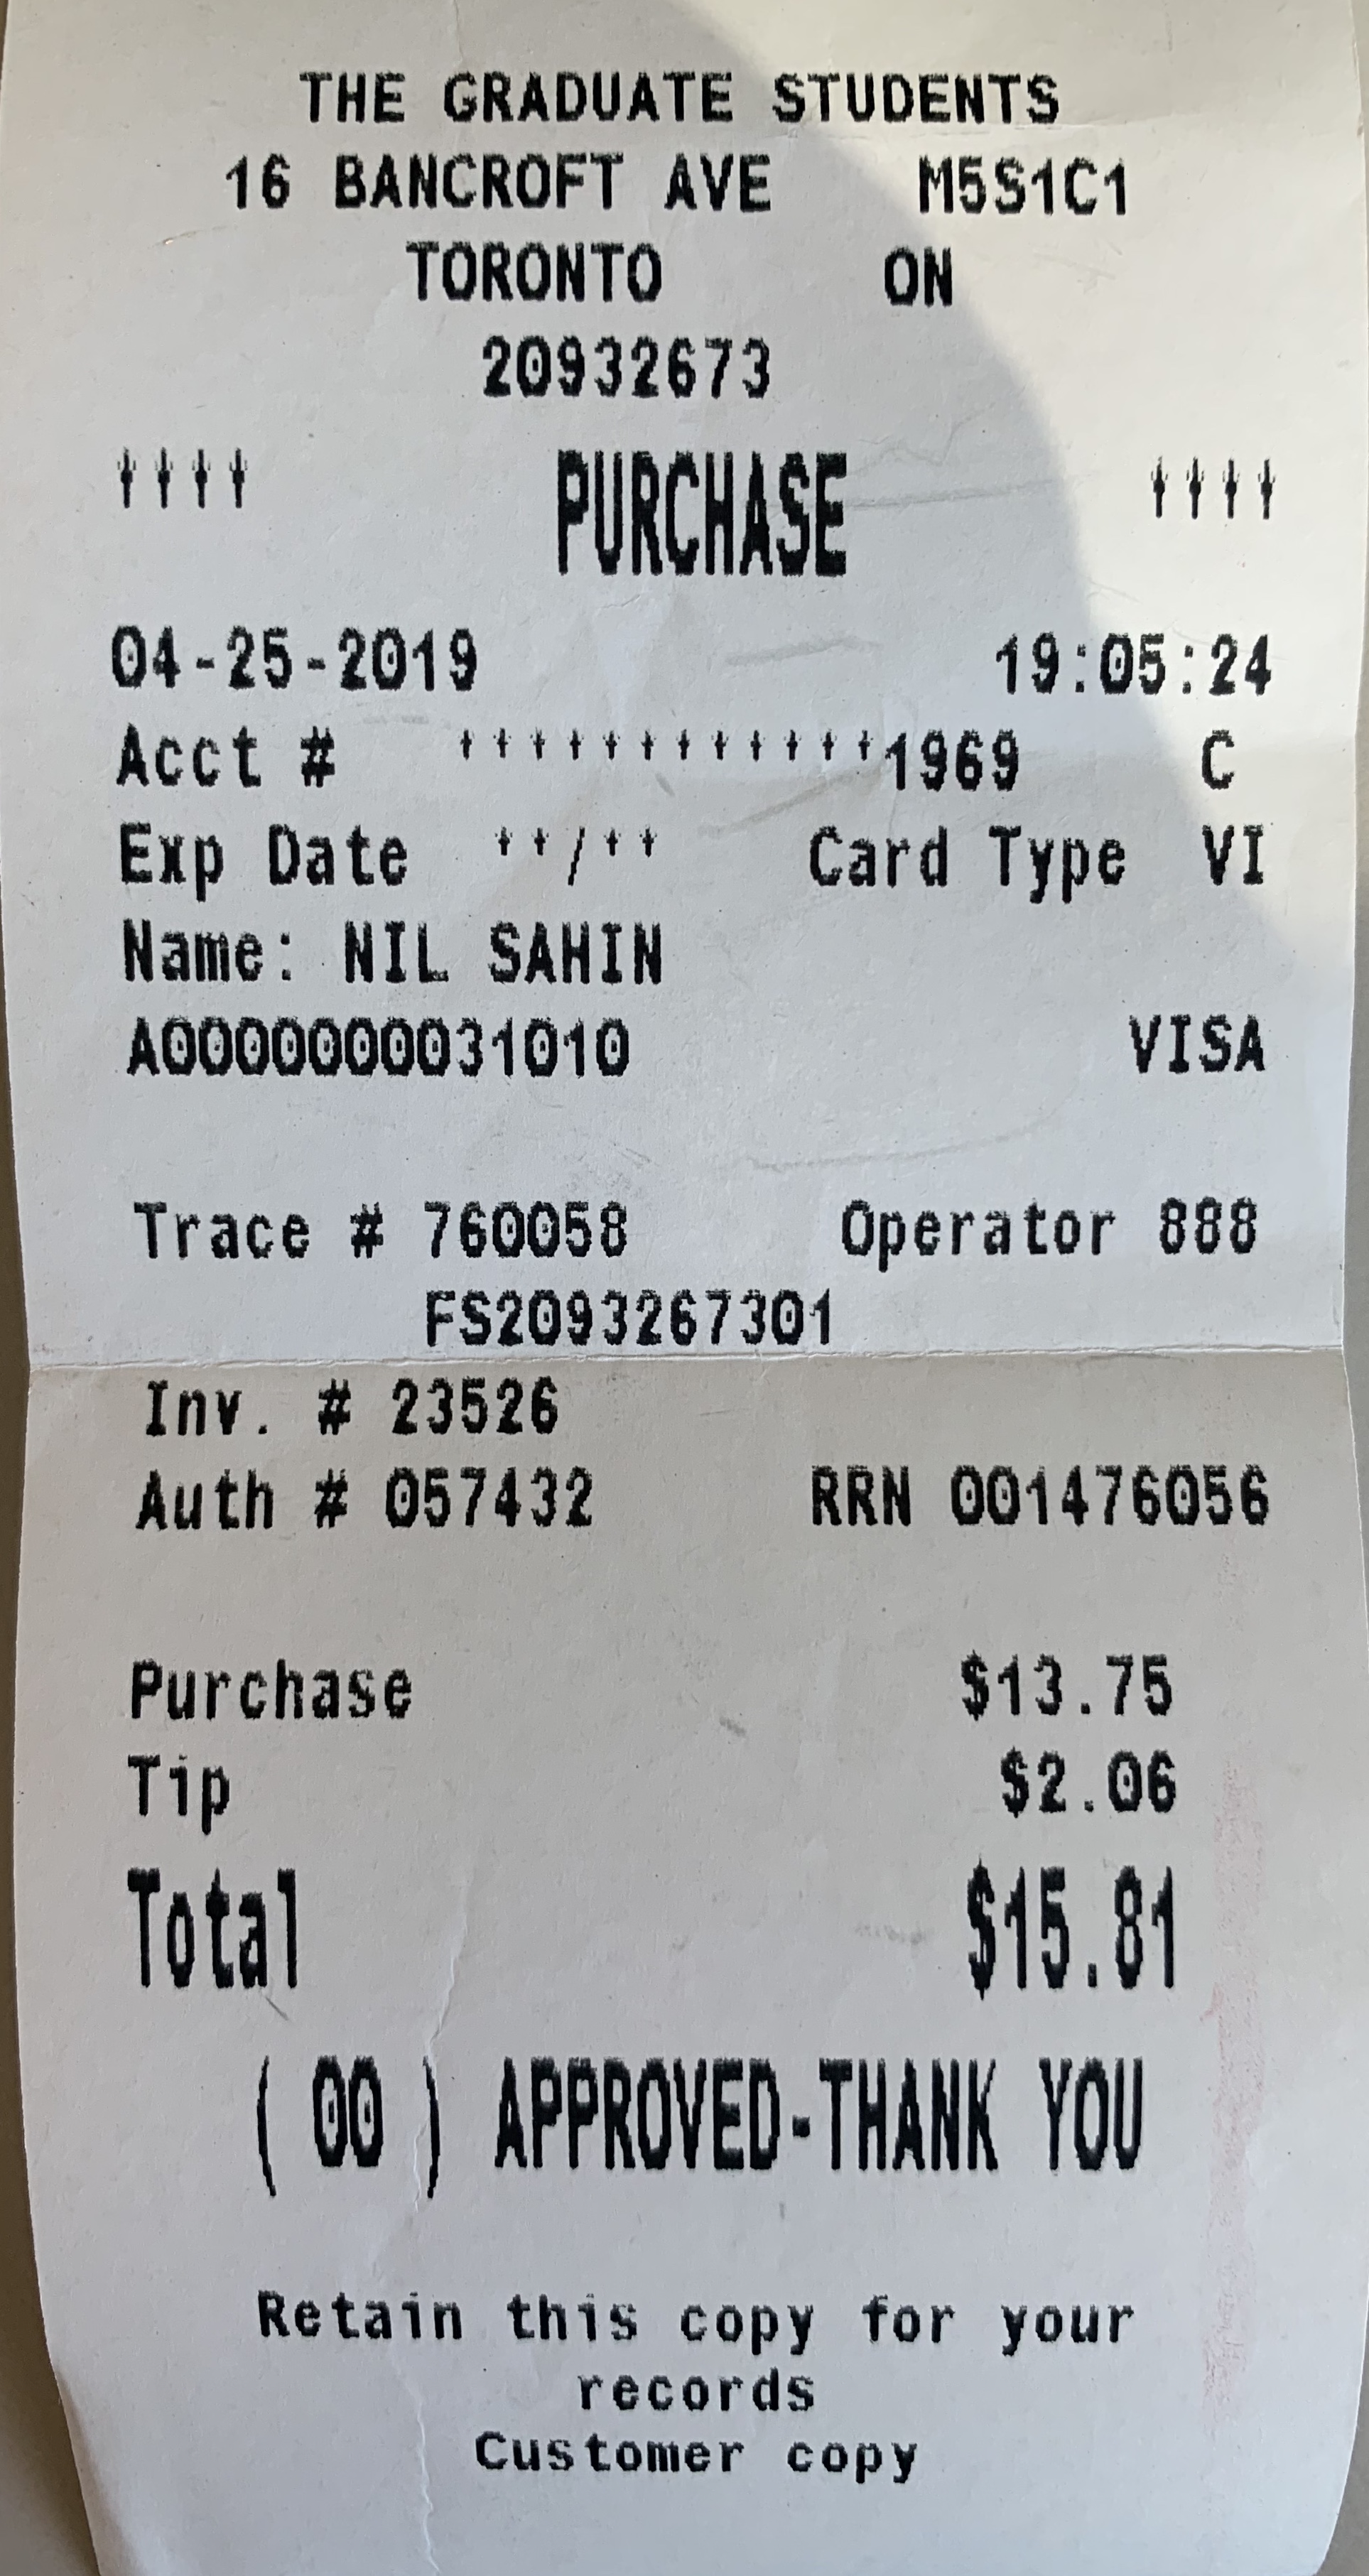 THE GRADUATE STUDENTS
16 BANCROFT AVE M5S1C1
TORONTO ON
20932673
**** PURCHASE ****
04-25-2019 19:05:24
Acct # ************1969 C
Exp Date **/** Card Type VI
Name: NIL SAHIN
A0000000031010 VISA
Trace # 760058 Operator 888
FS2093267301
Inv. # 23526
Auth # 057432 RRN 001476056
Purchase $13.75
Tip $2.06
Total $15.81
( 00 ) APPROVED-THANK YOU
Retain this copy for your
records
Customer copy